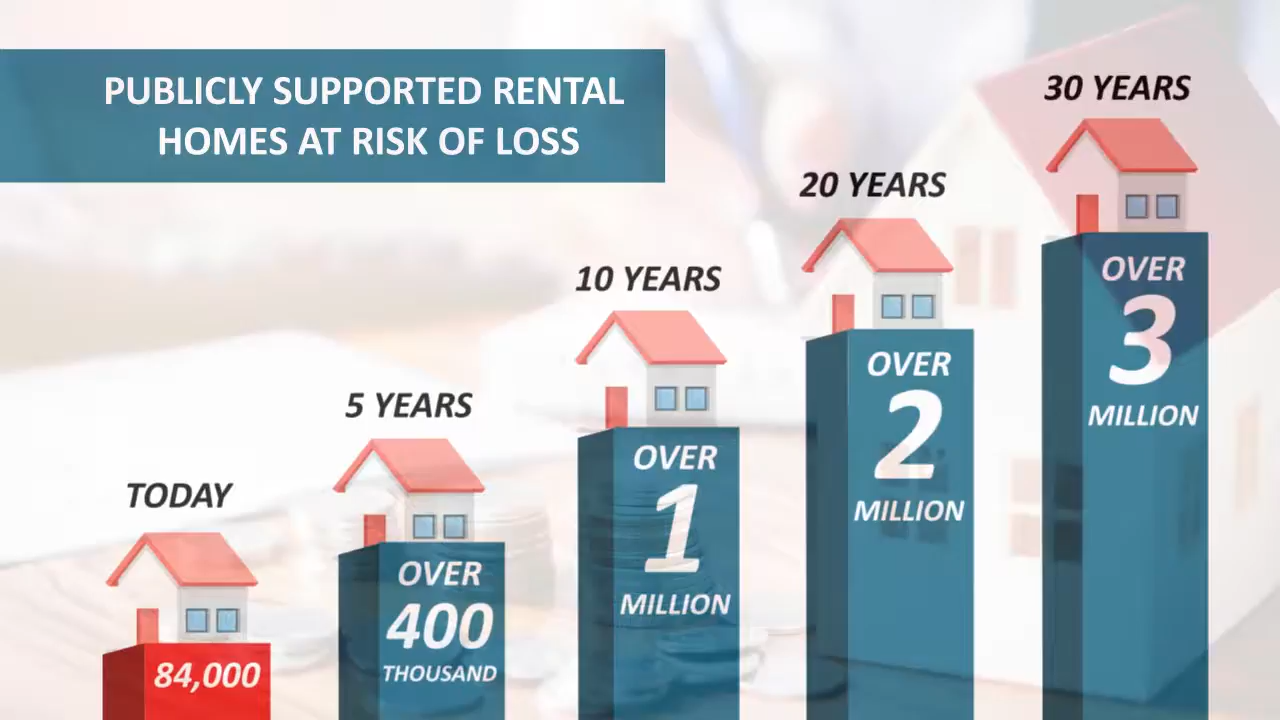 PUBLICLY SUPPORTED RENTAL
HOMES AT RISK OF LOSS
TODAY
84,000
5 YEARS
OVER
400
THOUSAND
10 YEARS
OVER
1
MILLION
20 YEARS
OVER
2
MILLION
30 YEARS
OVER
3
MILLION